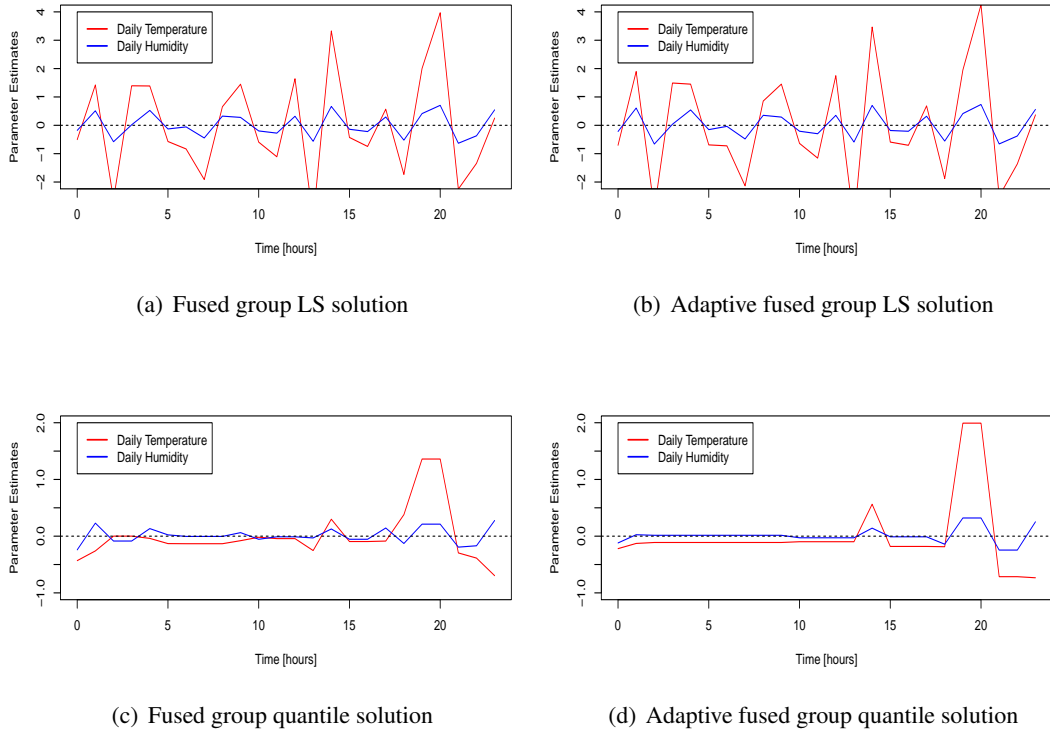 Parameter Estimates
4
3
2
1
0
-1
-2
Daily Temperature
Daily Humidity
0
5
10
15
20
Time [hours]
(a) Fused group LS solution
Parameter Estimates
4
3
2
1
0
-1
-2
Daily Temperature
Daily Humidity
0
5
10
15
20
Time [hours]
(b) Adaptive fused group LS solution
Parameter Estimates
2.0
1.0
0.0
-1.0
Daily Temperature
Daily Humidity
0
5
10
15
20
Time [hours]
(c) Fused group quantile solution
Parameter Estimates
2.0
1.0
0.0
-1.0
Daily Temperature
Daily Humidity
0
5
10
15
20
Time [hours]
(d) Adaptive fused group quantile solution